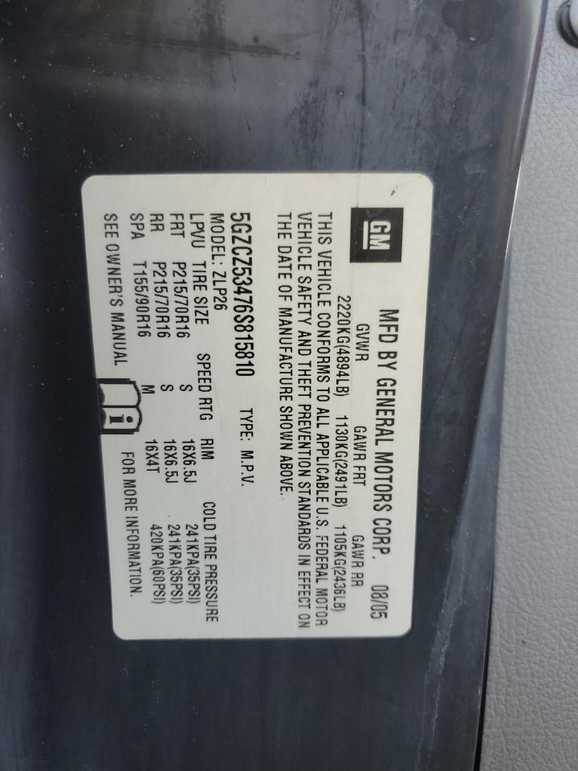 GM MFD BY GENERAL MOTORS CORP. 08/05
GVWR GAWR FRT GAWR RR
2220KG(4894LB) 1130KG(2491LB) 1105KG(2436LB)
THIS VEHICLE CONFORMS TO ALL APPLICABLE U.S. FEDERAL MOTOR
VEHICLE SAFETY AND THEFT PREVENTION STANDARDS IN EFFECT ON
THE DATE OF MANUFACTURE SHOWN ABOVE.
5GZCZ53476S815810 TYPE: M.P.V.
MODEL: ZLP26
LPVU TIRE SIZE SPEED RTG RIM COLD TIRE PRESSURE
FRT P215/70R16 S 16X6.5J 241KPA(35PSI)
RR P215/70R16 S 16X6.5J 241KPA(35PSI)
SPA T155/90R16 M 16X4T 420KPA(60PSI)
SEE OWNER'S MANUAL i FOR MORE INFORMATION.